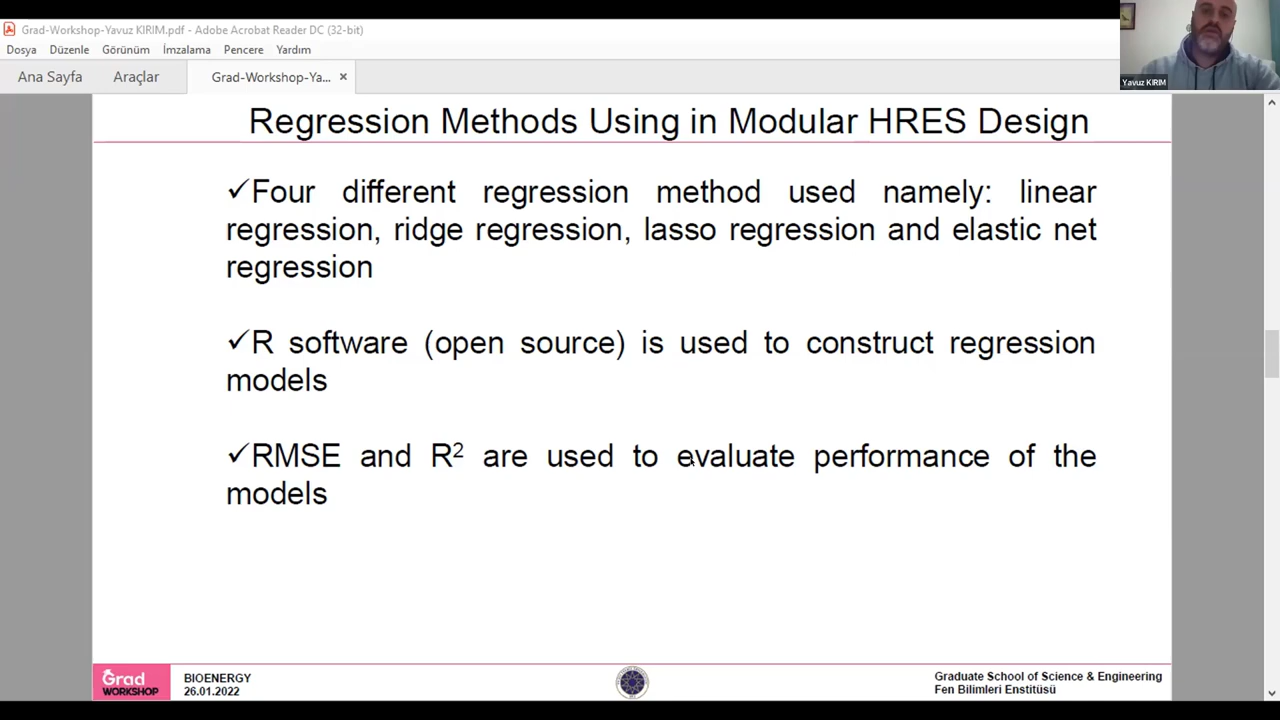 Grad-Workshop-Yavuz KIRIM.pdf - Adobe Acrobat Reader DC (32-bit)
Dosya Düzenle Görünüm İmzalama Pencere Yardım
Ana Sayfa Araçlar Grad-Workshop-Ya... ×
Yavuz KIRIM
Regression Methods Using in Modular HRES Design
✓Four different regression method used namely: linear
regression, ridge regression, lasso regression and elastic net
regression
✓R software (open source) is used to construct regression
models
✓RMSE and R² are used to evaluate performance of the
models
Grad
WORKSHOP
BIOENERGY
26.01.2022
Graduate School of Science & Engineering
Fen Bilimleri Enstitüsü